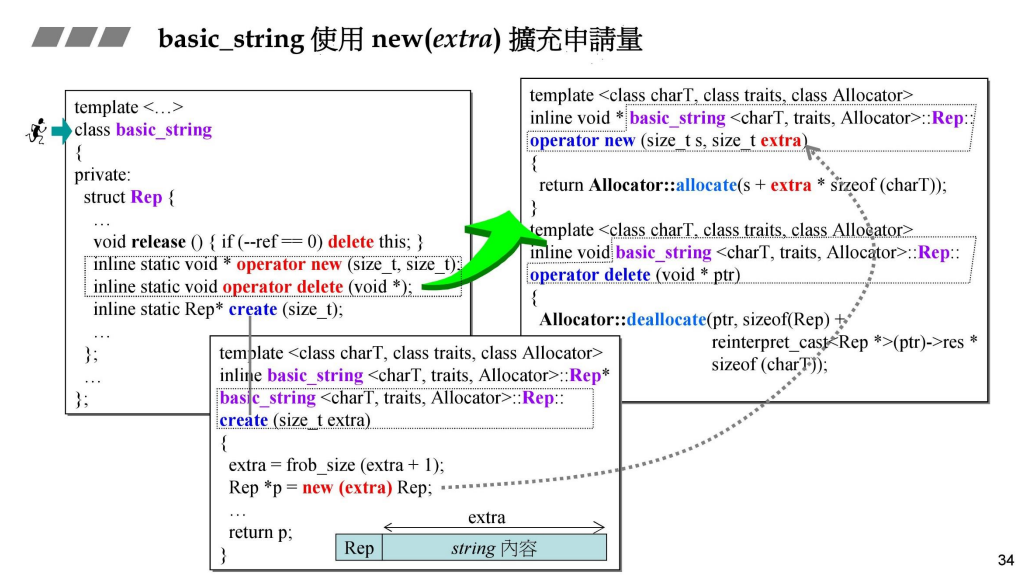 basic_string 使用 new(extra) 擴充申請量
template <…>
class basic_string
{
private:
struct Rep {
…
void release () { if (--ref == 0) delete this; }
inline static void * operator new (size_t, size_t);
inline static void operator delete (void *);
inline static Rep* create (size_t);
…
};
…
};
template <class charT, class traits, class Allocator>
inline void * basic_string <charT, traits, Allocator>::Rep::
operator new (size_t s, size_t extra)
{
return Allocator::allocate(s + extra * sizeof (charT));
}
template <class charT, class traits, class Allocator>
inline void basic_string <charT, traits, Allocator>::Rep::
operator delete (void * ptr)
{
Allocator::deallocate(ptr, sizeof(Rep) +
reinterpret_cast<Rep *>(ptr)->res *
sizeof (charT));
template <class charT, class traits, class Allocator>
inline basic_string <charT, traits, Allocator>::Rep*
basic_string <charT, traits, Allocator>::Rep::
create (size_t extra)
{
extra = frob_size (extra + 1);
Rep *p = new (extra) Rep;
…
return p;
}
extra
Rep string 內容
34